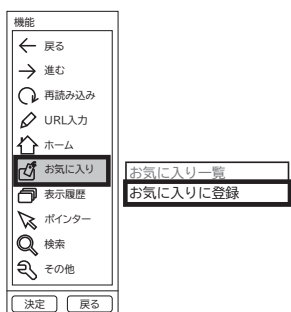 機能
戻る
進む
再読み込み
URL入力
ホーム
お気に入り
お気に入り一覧
お気に入りに登録
表示履歴
ポインター
検索
その他
決定 戻る